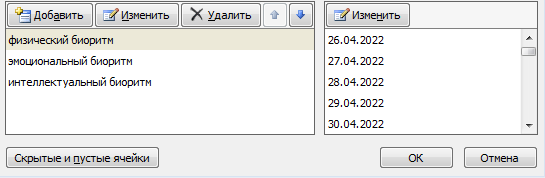 Добавить Изменить Удалить Изменить
физический биоритм
эмоциональный биоритм
интеллектуальный биоритм
26.04.2022
27.04.2022
28.04.2022
29.04.2022
30.04.2022
Скрытые и пустые ячейки ОК Отмена